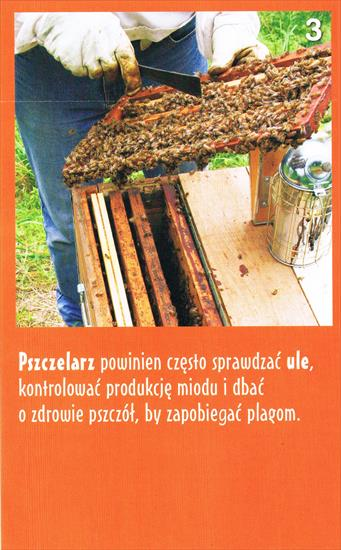 3
Pszczelarz powinien często sprawdzać ule,
kontrolować produkcję miodu i dbać
o zdrowie pszczół, by zapobiegać plagom.